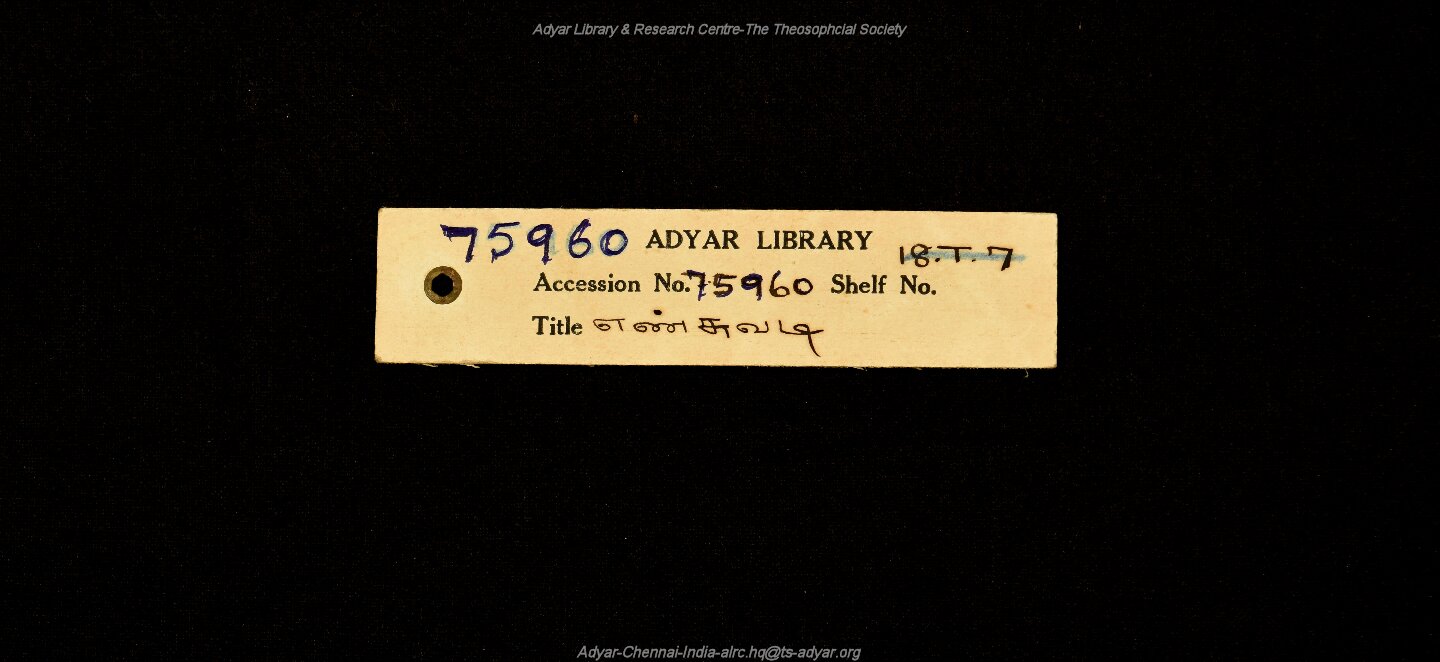 Adyar Library & Research Centre-The Theosophcial Society
75960 ADYAR LIBRARY 18.T.7
Accession No. 75960 Shelf No.
Title எண்சுவடி
Adyar-Chennai-India-alrc.hq@ts-adyar.org